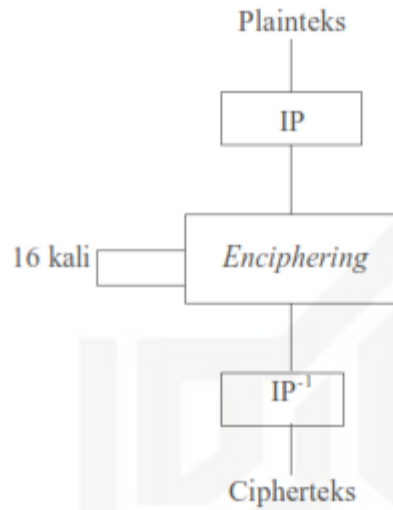 Plainteks
IP
16 kali
Enciphering
IP⁻¹
Cipherteks